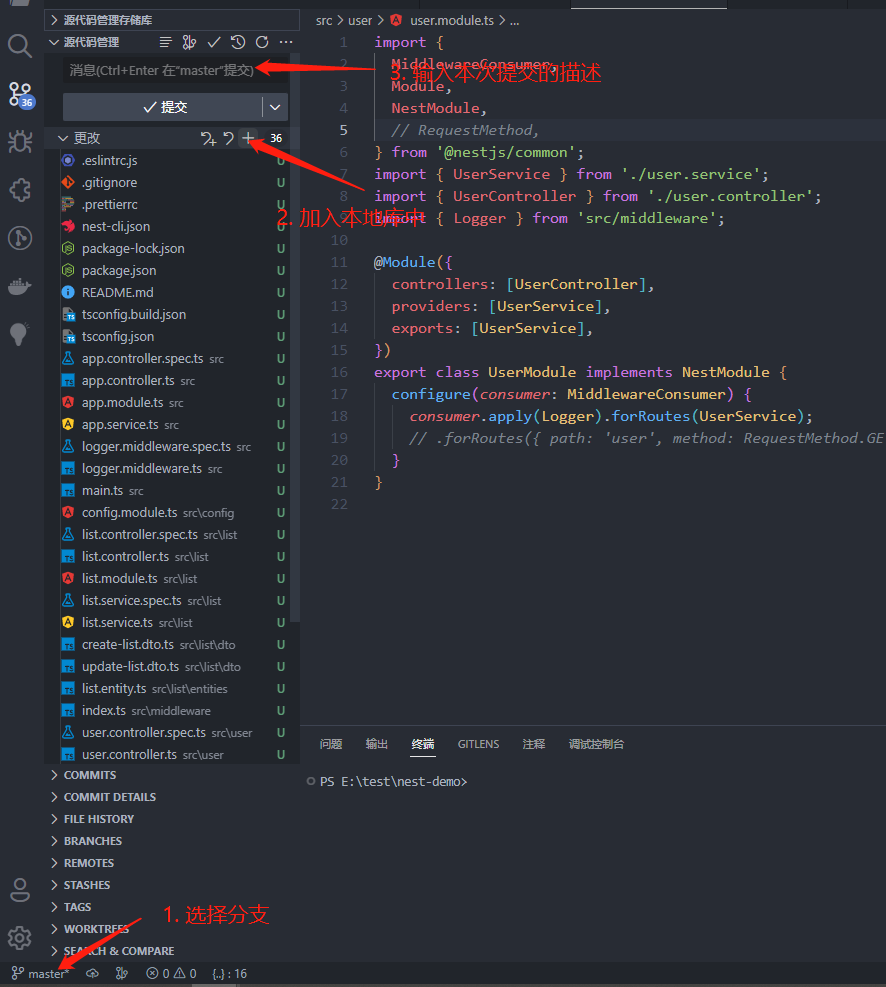 源代码管理存储库
源代码管理
消息(Ctrl+Enter 在"master"提交)
提交
更改 36
.eslintrc.js U
.gitignore U
.prettierrc U
nest-cli.json U
package-lock.json U
package.json U
README.md U
tsconfig.build.json U
tsconfig.json U
app.controller.spec.ts src U
app.controller.ts src U
app.module.ts src U
app.service.ts src U
logger.middleware.spec.ts src U
logger.middleware.ts src U
main.ts src U
config.module.ts src\config U
list.controller.spec.ts src\list U
list.controller.ts src\list U
list.module.ts src\list U
list.service.spec.ts src\list U
list.service.ts src\list U
create-list.dto.ts src\list\dto U
update-list.dto.ts src\list\dto U
list.entity.ts src\list\entities U
index.ts src\middleware U
user.controller.spec.ts src\user U
user.controller.ts src\user U
COMMITS
COMMIT DETAILS
FILE HISTORY
BRANCHES
REMOTES
STASHES
TAGS
WORKTREES
SEARCH & COMPARE
36
1. 选择分支
2. 加入本地库中
3. 输入本次提交的描述
src > user > user.module.ts > ...
1 import {
2 MiddlewareConsumer,
3 Module,
4 NestModule,
5 // RequestMethod,
6 } from '@nestjs/common';
7 import { UserService } from './user.service';
8 import { UserController } from './user.controller';
9 import { Logger } from 'src/middleware';
10
11 @Module({
12 controllers: [UserController],
13 providers: [UserService],
14 exports: [UserService],
15 })
16 export class UserModule implements NestModule {
17 configure(consumer: MiddlewareConsumer) {
18 consumer.apply(Logger).forRoutes(UserService);
19 // .forRoutes({ path: 'user', method: RequestMethod.GE
20 }
21 }
22
问题 输出 终端 GITLENS 注释 调试控制台
PS E:\test\nest-demo>
master* 0 0 {..} : 16